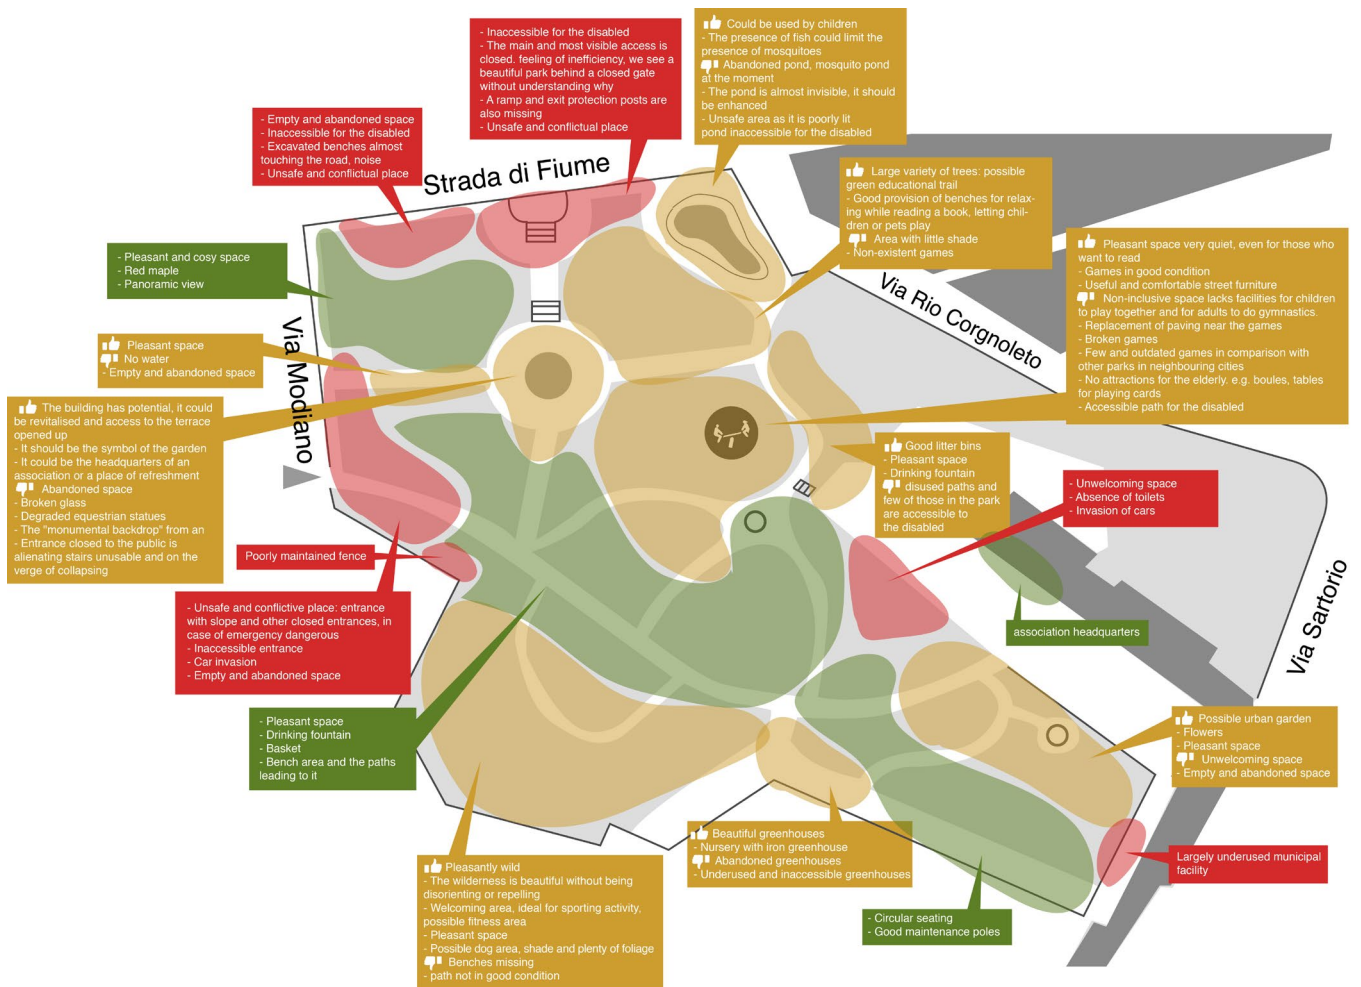 - Inaccessible for the disabled
- The main and most visible access is
closed. feeling of inefficiency, we see a
beautiful park behind a closed gate
without understanding why
- A ramp and exit protection posts are
also missing
- Unsafe and conflictual place
Could be used by children
- The presence of fish could limit the
presence of mosquitoes
Abandoned pond, mosquito pond
at the moment
- The pond is almost invisible, it should
be enhanced
- Unsafe area as it is poorly lit
pond inaccessible for the disabled
- Empty and abandoned space
- Inaccessible for the disabled
- Excavated benches almost
touching the road, noise
- Unsafe and conflictual place
Strada di Fiume
Large variety of trees: possible
green educational trail
- Good provision of benches for relax-
ing while reading a book, letting chil-
dren or pets play
Area with little shade
- Non-existent games
- Pleasant and cosy space
- Red maple
- Panoramic view
Via Rio Corgnoleto
Pleasant space very quiet, even for those who
want to read
- Games in good condition
- Useful and comfortable street furniture
Non-inclusive space lacks facilities for children
to play together and for adults to do gymnastics.
- Replacement of paving near the games
- Broken games
- Few and outdated games in comparison with
other parks in neighbouring cities
- No attractions for the elderly. e.g. boules, tables
for playing cards
- Accessible path for the disabled
Via Modiano
Pleasant space
No water
- Empty and abandoned space
The building has potential, it could
be revitalised and access to the terrace
opened up
- It should be the symbol of the garden
- It could be the headquarters of an
association or a place of refreshment
Abandoned space
- Broken glass
- Degraded equestrian statues
- The "monumental backdrop" from an
- Entrance closed to the public is
alienating stairs unusable and on the
verge of collapsing
Good litter bins
- Pleasant space
- Drinking fountain
disused paths and
few of those in the park
are accessible to
the disabled
- Unwelcoming space
- Absence of toilets
- Invasion of cars
Poorly maintained fence
- Unsafe and conflictive place: entrance
with slope and other closed entrances, in
case of emergency dangerous
- Inaccessible entrance
- Car invasion
- Empty and abandoned space
association headquarters
Via Sartorio
- Pleasant space
- Drinking fountain
- Basket
- Bench area and the paths
leading to it
Possible urban garden
- Flowers
- Pleasant space
Unwelcoming space
- Empty and abandoned space
Beautiful greenhouses
- Nursery with iron greenhouse
Abandoned greenhouses
- Underused and inaccessible greenhouses
Largely underused municipal
facility
Pleasantly wild
- The wilderness is beautiful without being
disorienting or repelling
- Welcoming area, ideal for sporting activity,
possible fitness area
- Pleasant space
- Possible dog area, shade and plenty of foliage
Benches missing
- path not in good condition
- Circular seating
- Good maintenance poles